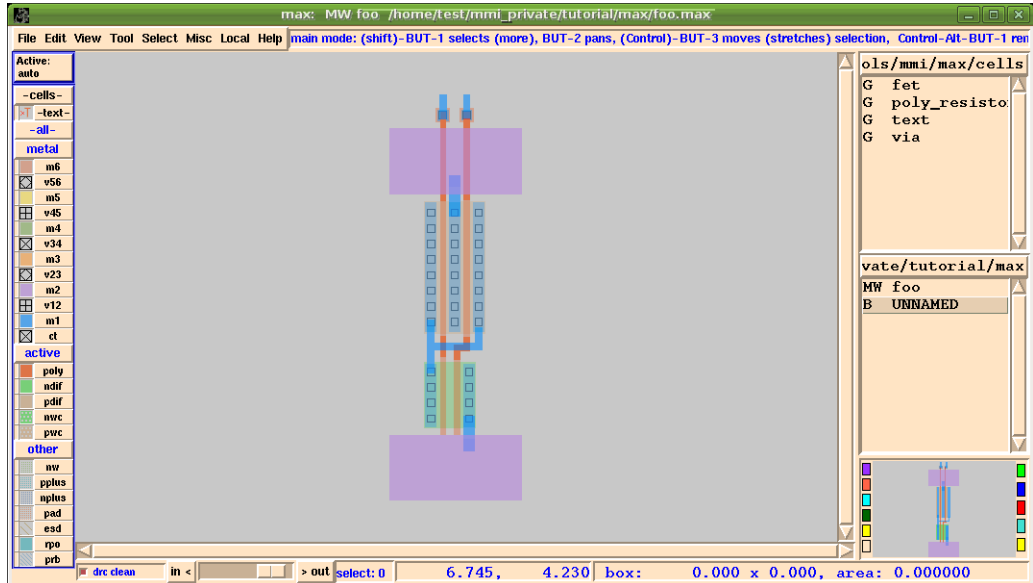 max: MW foo /home/test/mmi_private/tutorial/max/foo.max
File Edit View Tool Select Misc Local Help main mode: (shift)-BUT-1 selects (more), BUT-2 pans, (Control)-BUT-3 moves (stretches) selection, Control-Alt-BUT-1 ren
Active:
auto
-cells-
>T -text-
-all-
metal
m6
v56
m5
v45
m4
v34
m3
v23
m2
v12
m1
ct
active
poly
ndif
pdif
nwc
pwc
other
nw
pplus
nplus
pad
esd
rpo
prb
ols/mmi/max/cells
G fet
G poly_resisto
G text
G via
vate/tutorial/max
MW foo
B UNNAMED
drc clean in < > out select: 0 6.745, 4.230 box: 0.000 x 0.000, area: 0.000000